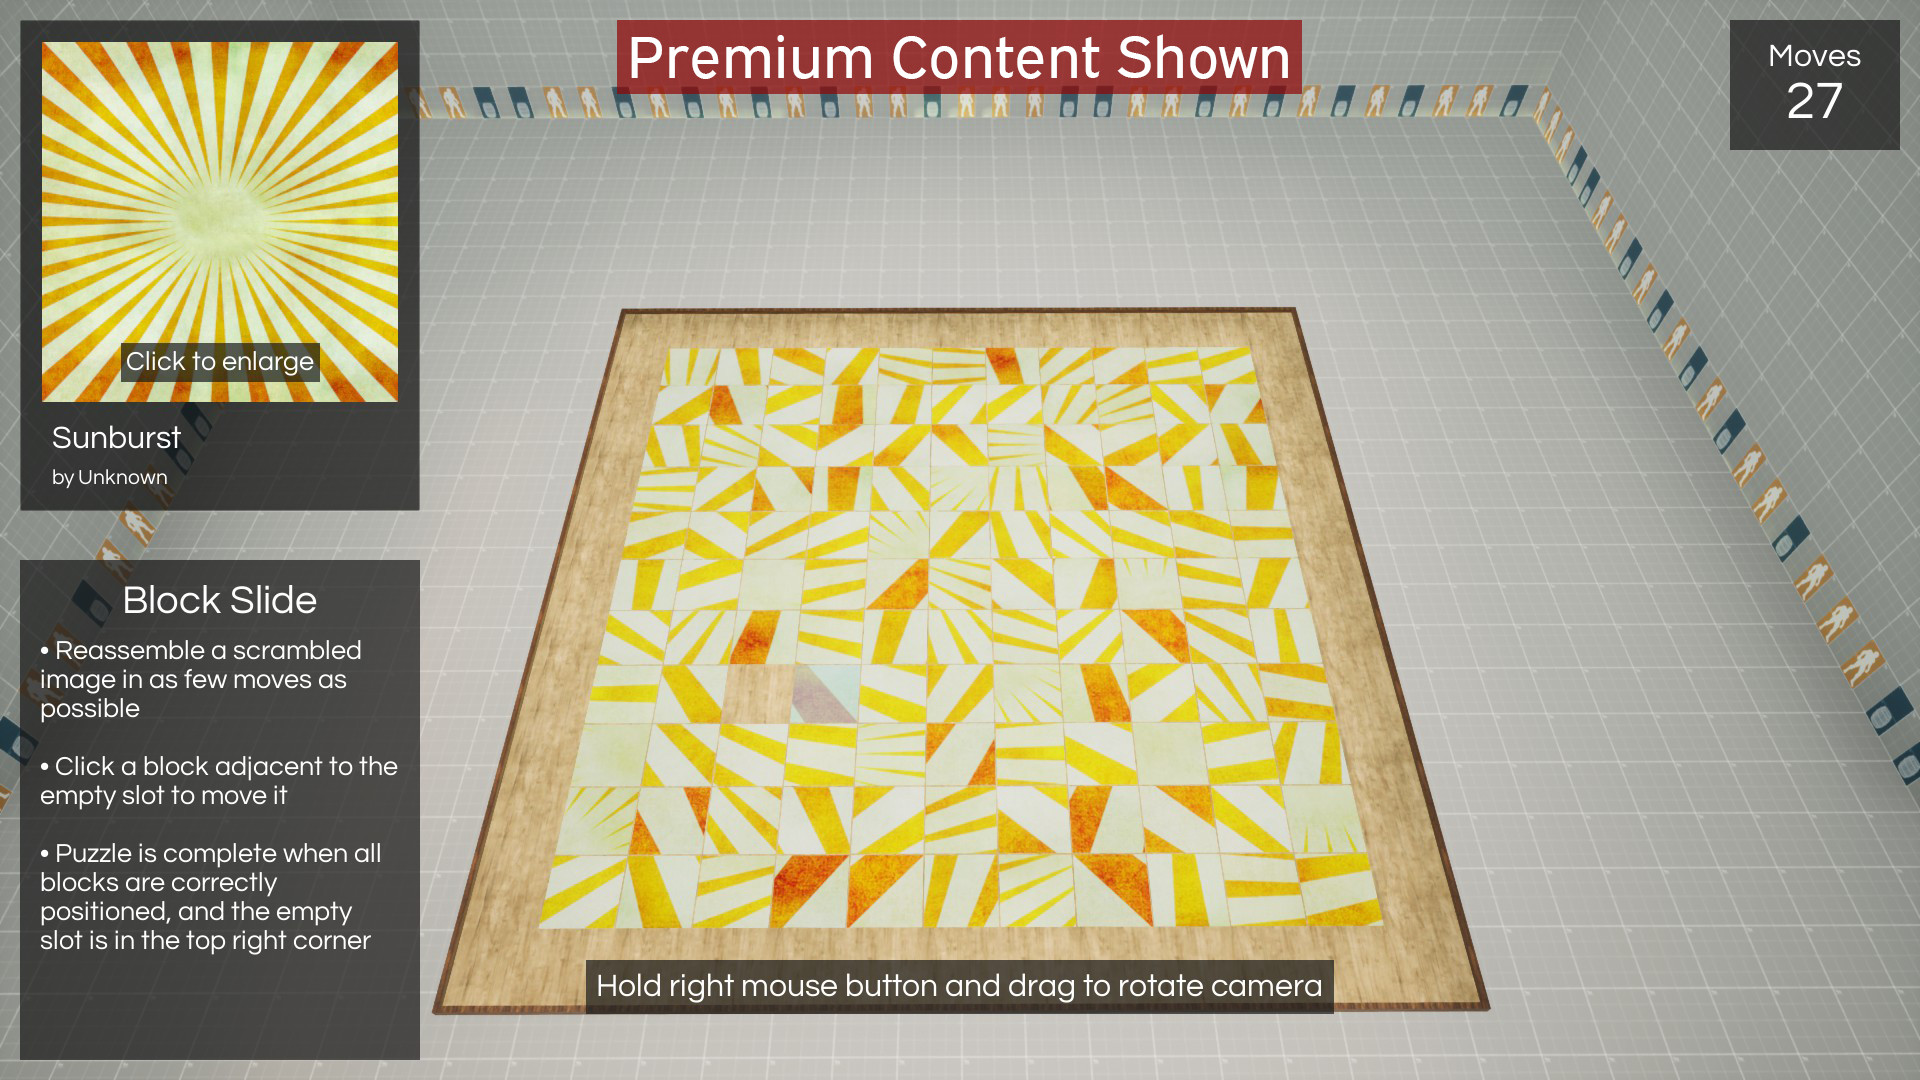 Premium Content Shown
Moves
27
Click to enlarge
Sunburst
by Unknown
Block Slide
• Reassemble a scrambled
image in as few moves as
possible
• Click a block adjacent to the
empty slot to move it
• Puzzle is complete when all
blocks are correctly
positioned, and the empty
slot is in the top right corner
Hold right mouse button and drag to rotate camera